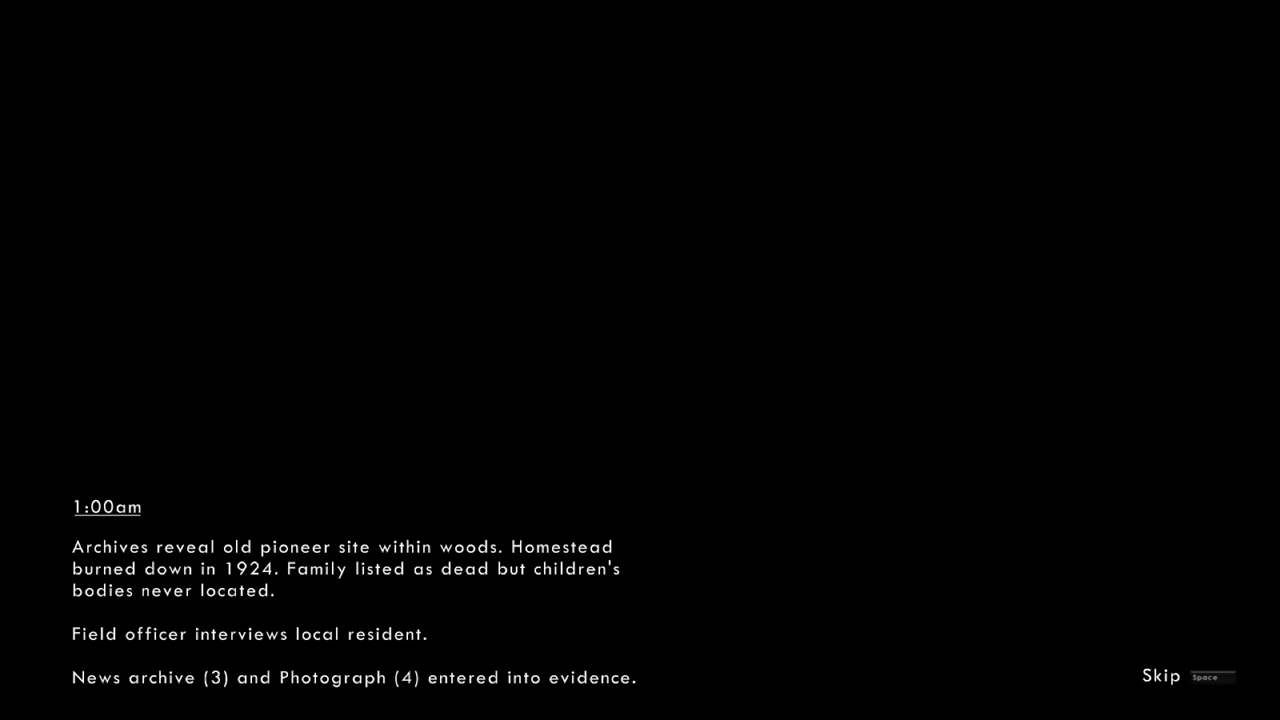 1:00am
Archives reveal old pioneer site within woods. Homestead
burned down in 1924. Family listed as dead but children's
bodies never located.
Field officer interviews local resident.
News archive (3) and Photograph (4) entered into evidence.
Skip Space